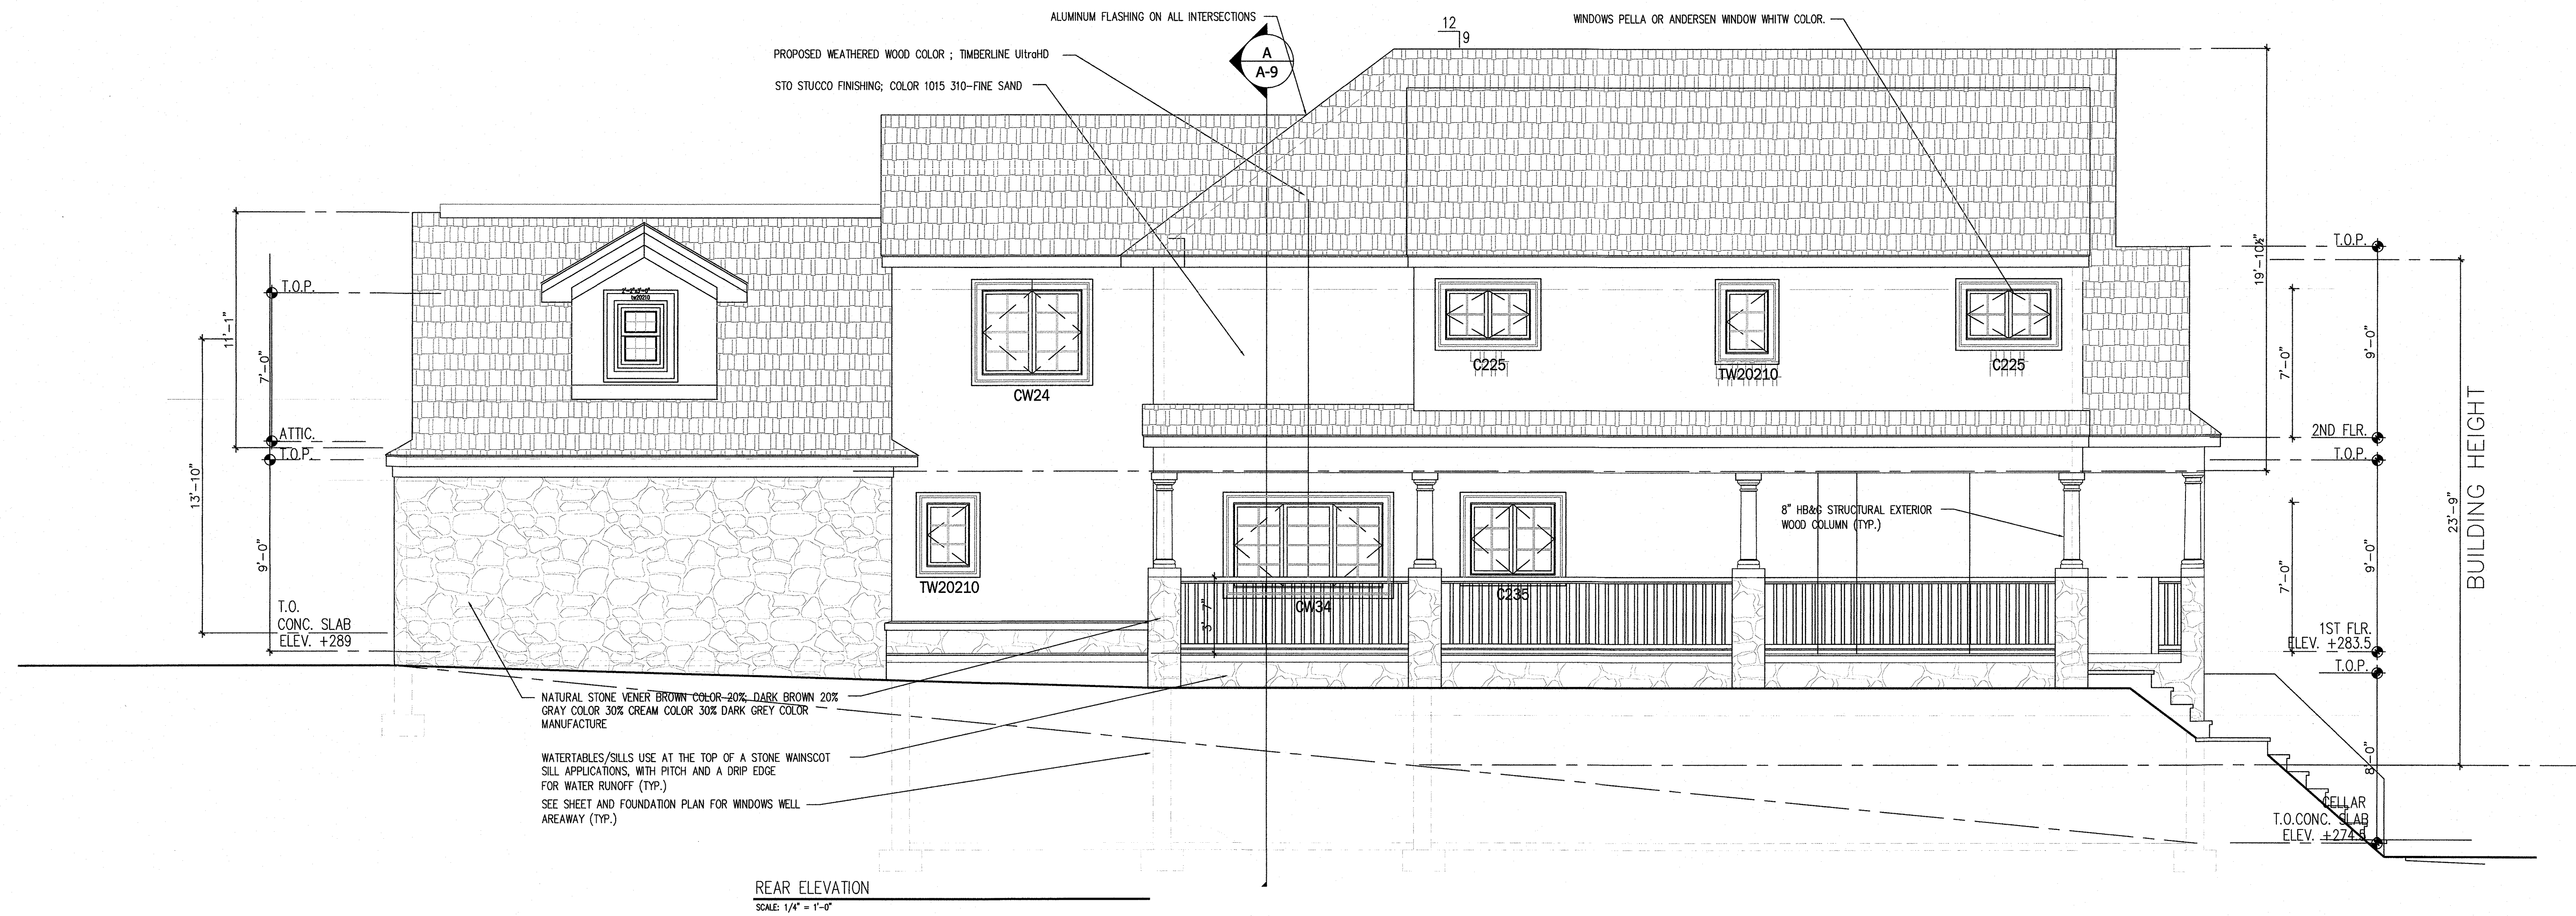 ALUMINUM FLASHING ON ALL INTERSECTIONS
WINDOWS PELLA OR ANDERSEN WINDOW WHITW COLOR.
12
9
PROPOSED WEATHERED WOOD COLOR ; TIMBERLINE UltraHD
A
A-9
STO STUCCO FINISHING; COLOR 1015 310-FINE SAND
T.O.P.
11'-1"
7'-0"
ATTIC.
T.O.P.
13'-10"
9'-0"
T.O.
CONC. SLAB
ELEV. +289
tw20210
CW24
C225
TW20210
C225
TW20210
CW34
C235
3'-7"
8" HB&G STRUCTURAL EXTERIOR
WOOD COLUMN (TYP.)
T.O.P.
19'-10½"
9'-0"
7'-0"
2ND FLR.
T.O.P.
BUILDING HEIGHT
23'-9"
9'-0"
7'-0"
1ST FLR.
ELEV. +283.5
T.O.P.
8'-0"
CELLAR
T.O.CONC. SLAB
ELEV. +274.5
NATURAL STONE VENER BROWN COLOR 20%, DARK BROWN 20%
GRAY COLOR 30% CREAM COLOR 30% DARK GREY COLOR
MANUFACTURE
WATERTABLES/SILLS USE AT THE TOP OF A STONE WAINSCOT
SILL APPLICATIONS, WITH PITCH AND A DRIP EDGE
FOR WATER RUNOFF (TYP.)
SEE SHEET AND FOUNDATION PLAN FOR WINDOWS WELL
AREAWAY (TYP.)
REAR ELEVATION
SCALE: 1/4" = 1'-0"